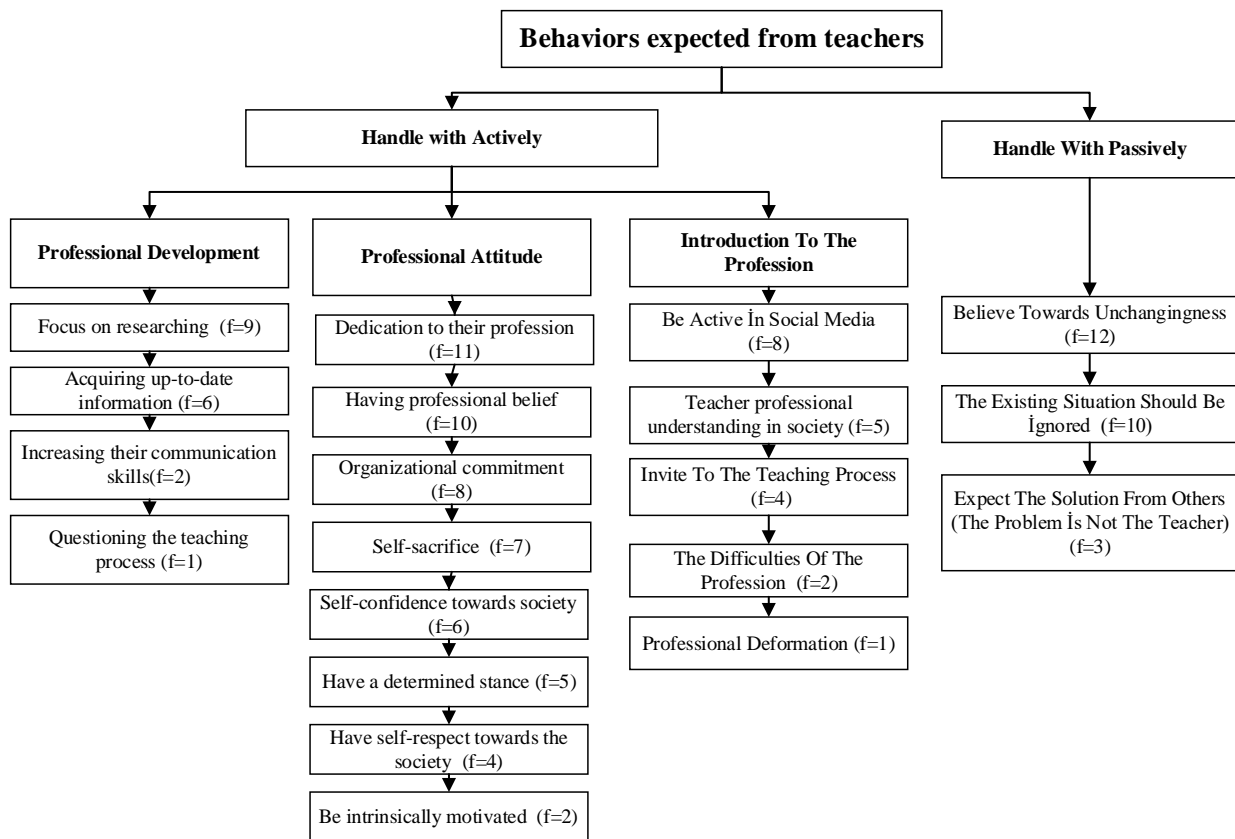 Behaviors expected from teachers
Handle with Actively
Handle With Passively
Professional Development
Focus on researching (f=9)
Acquiring up-to-date
information (f=6)
Increasing their communication
skills(f=2)
Questioning the teaching
process (f=1)
Professional Attitude
Dedication to their profession
(f=11)
Having professional belief
(f=10)
Organizational commitment
(f=8)
Self-sacrifice (f=7)
Self-confidence towards society
(f=6)
Have a determined stance (f=5)
Have self-respect towards the
society (f=4)
Be intrinsically motivated (f=2)
Introduction To The
Profession
Be Active İn Social Media
(f=8)
Teacher professional
understanding in society (f=5)
Invite To The Teaching Process
(f=4)
The Difficulties Of The
Profession (f=2)
Professional Deformation (f=1)
Believe Towards Unchangingness
(f=12)
The Existing Situation Should Be
İgnored (f=10)
Expect The Solution From Others
(The Problem İs Not The Teacher)
(f=3)